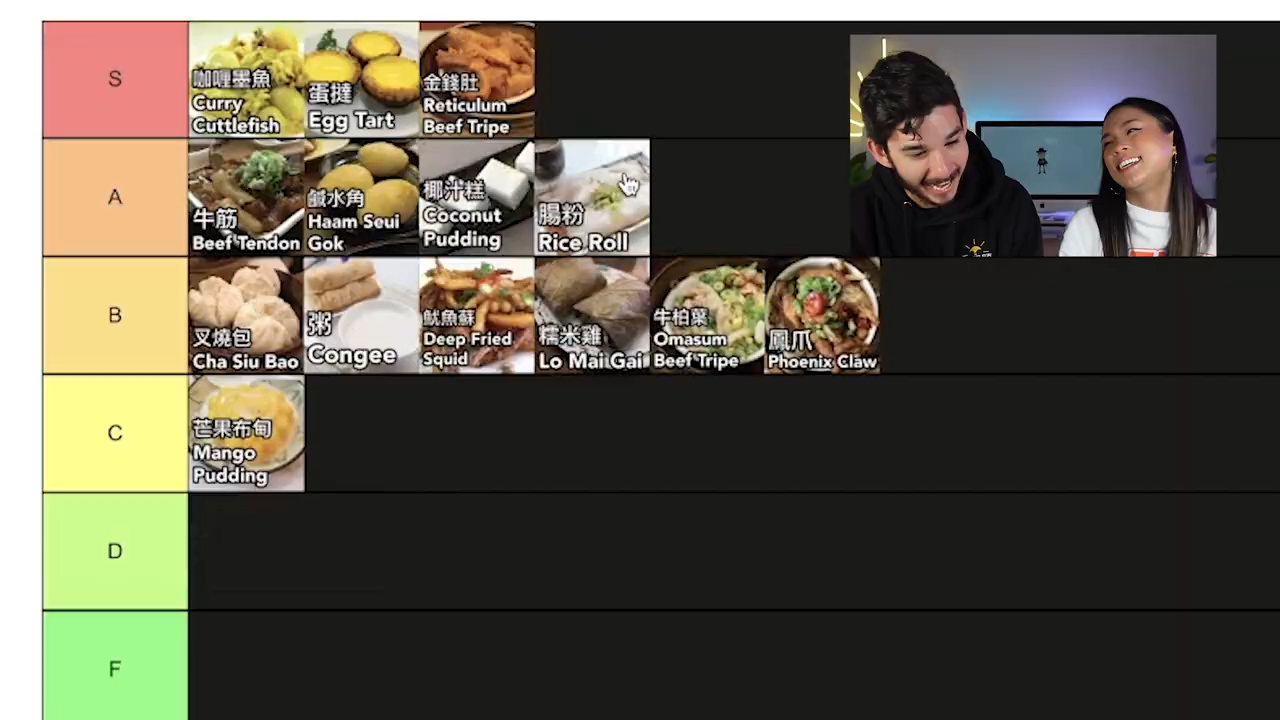 S
咖喱墨魚
Curry
Cuttlefish
蛋撻
Egg Tart
金錢肚
Reticulum
Beef Tripe
A
牛筋
Beef Tendon
鹹水角
Haam Seui
Gok
椰汁糕
Coconut
Pudding
腸粉
Rice Roll
B
叉燒包
Cha Siu Bao
粥
Congee
魷魚蘇
Deep Fried
Squid
糯米雞
Lo Mai Gai
牛柏葉
Omasum
Beef Tripe
鳳爪
Phoenix Claw
C
芒果布甸
Mango
Pudding
D
F